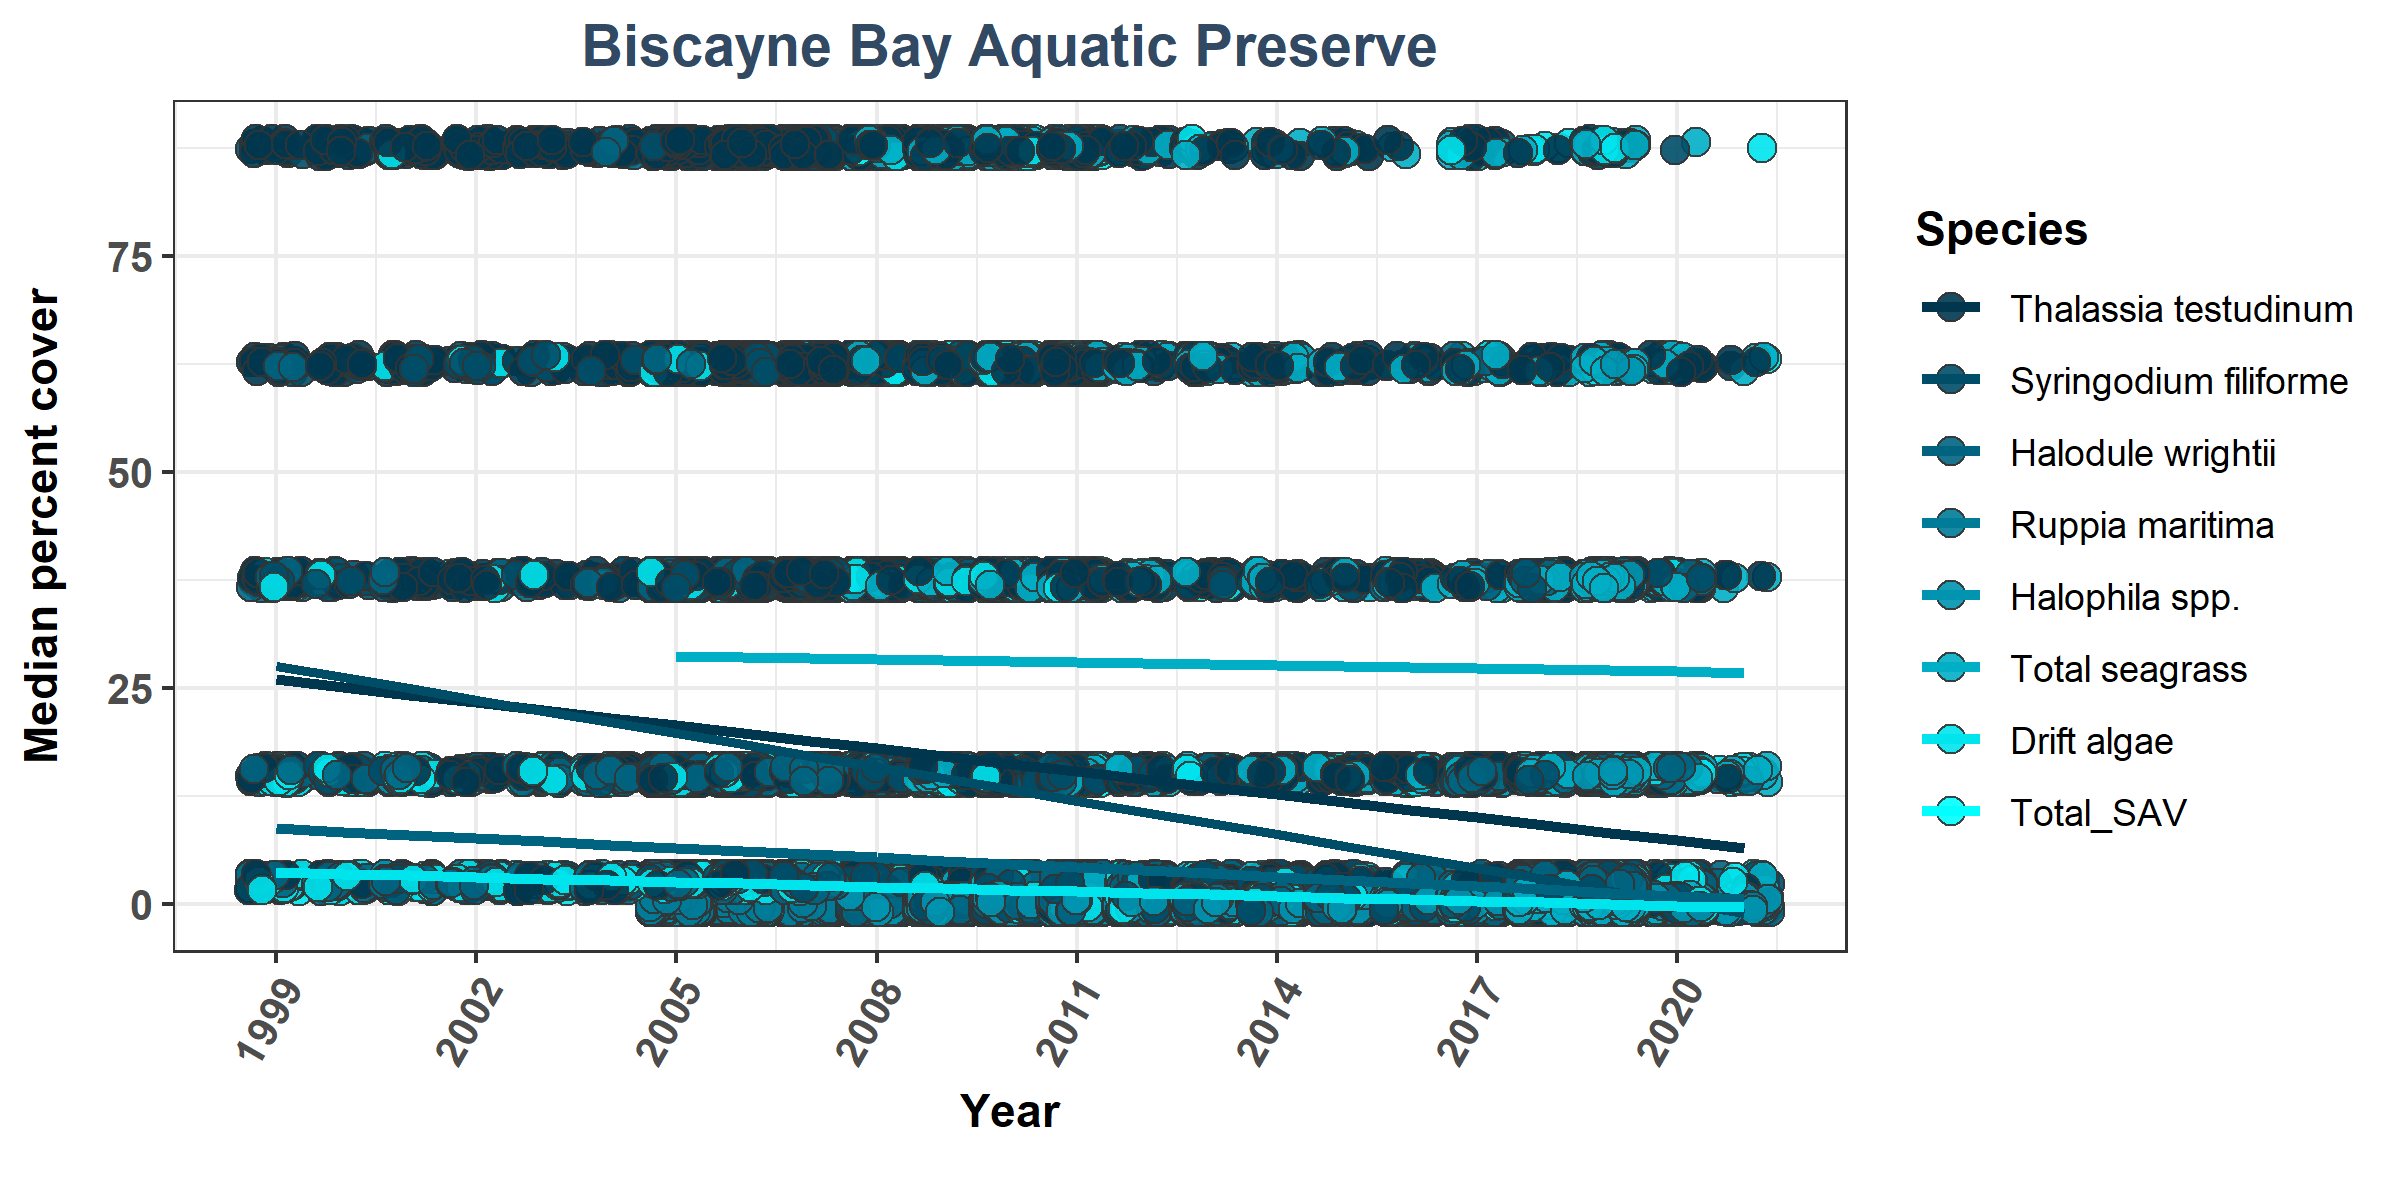 Biscayne Bay Aquatic Preserve
Median percent cover
75
50
25
0
1999
2002
2005
2008
2011
2014
2017
2020
Year
Species
Thalassia testudinum
Syringodium filiforme
Halodule wrightii
Ruppia maritima
Halophila spp.
Total seagrass
Drift algae
Total_SAV